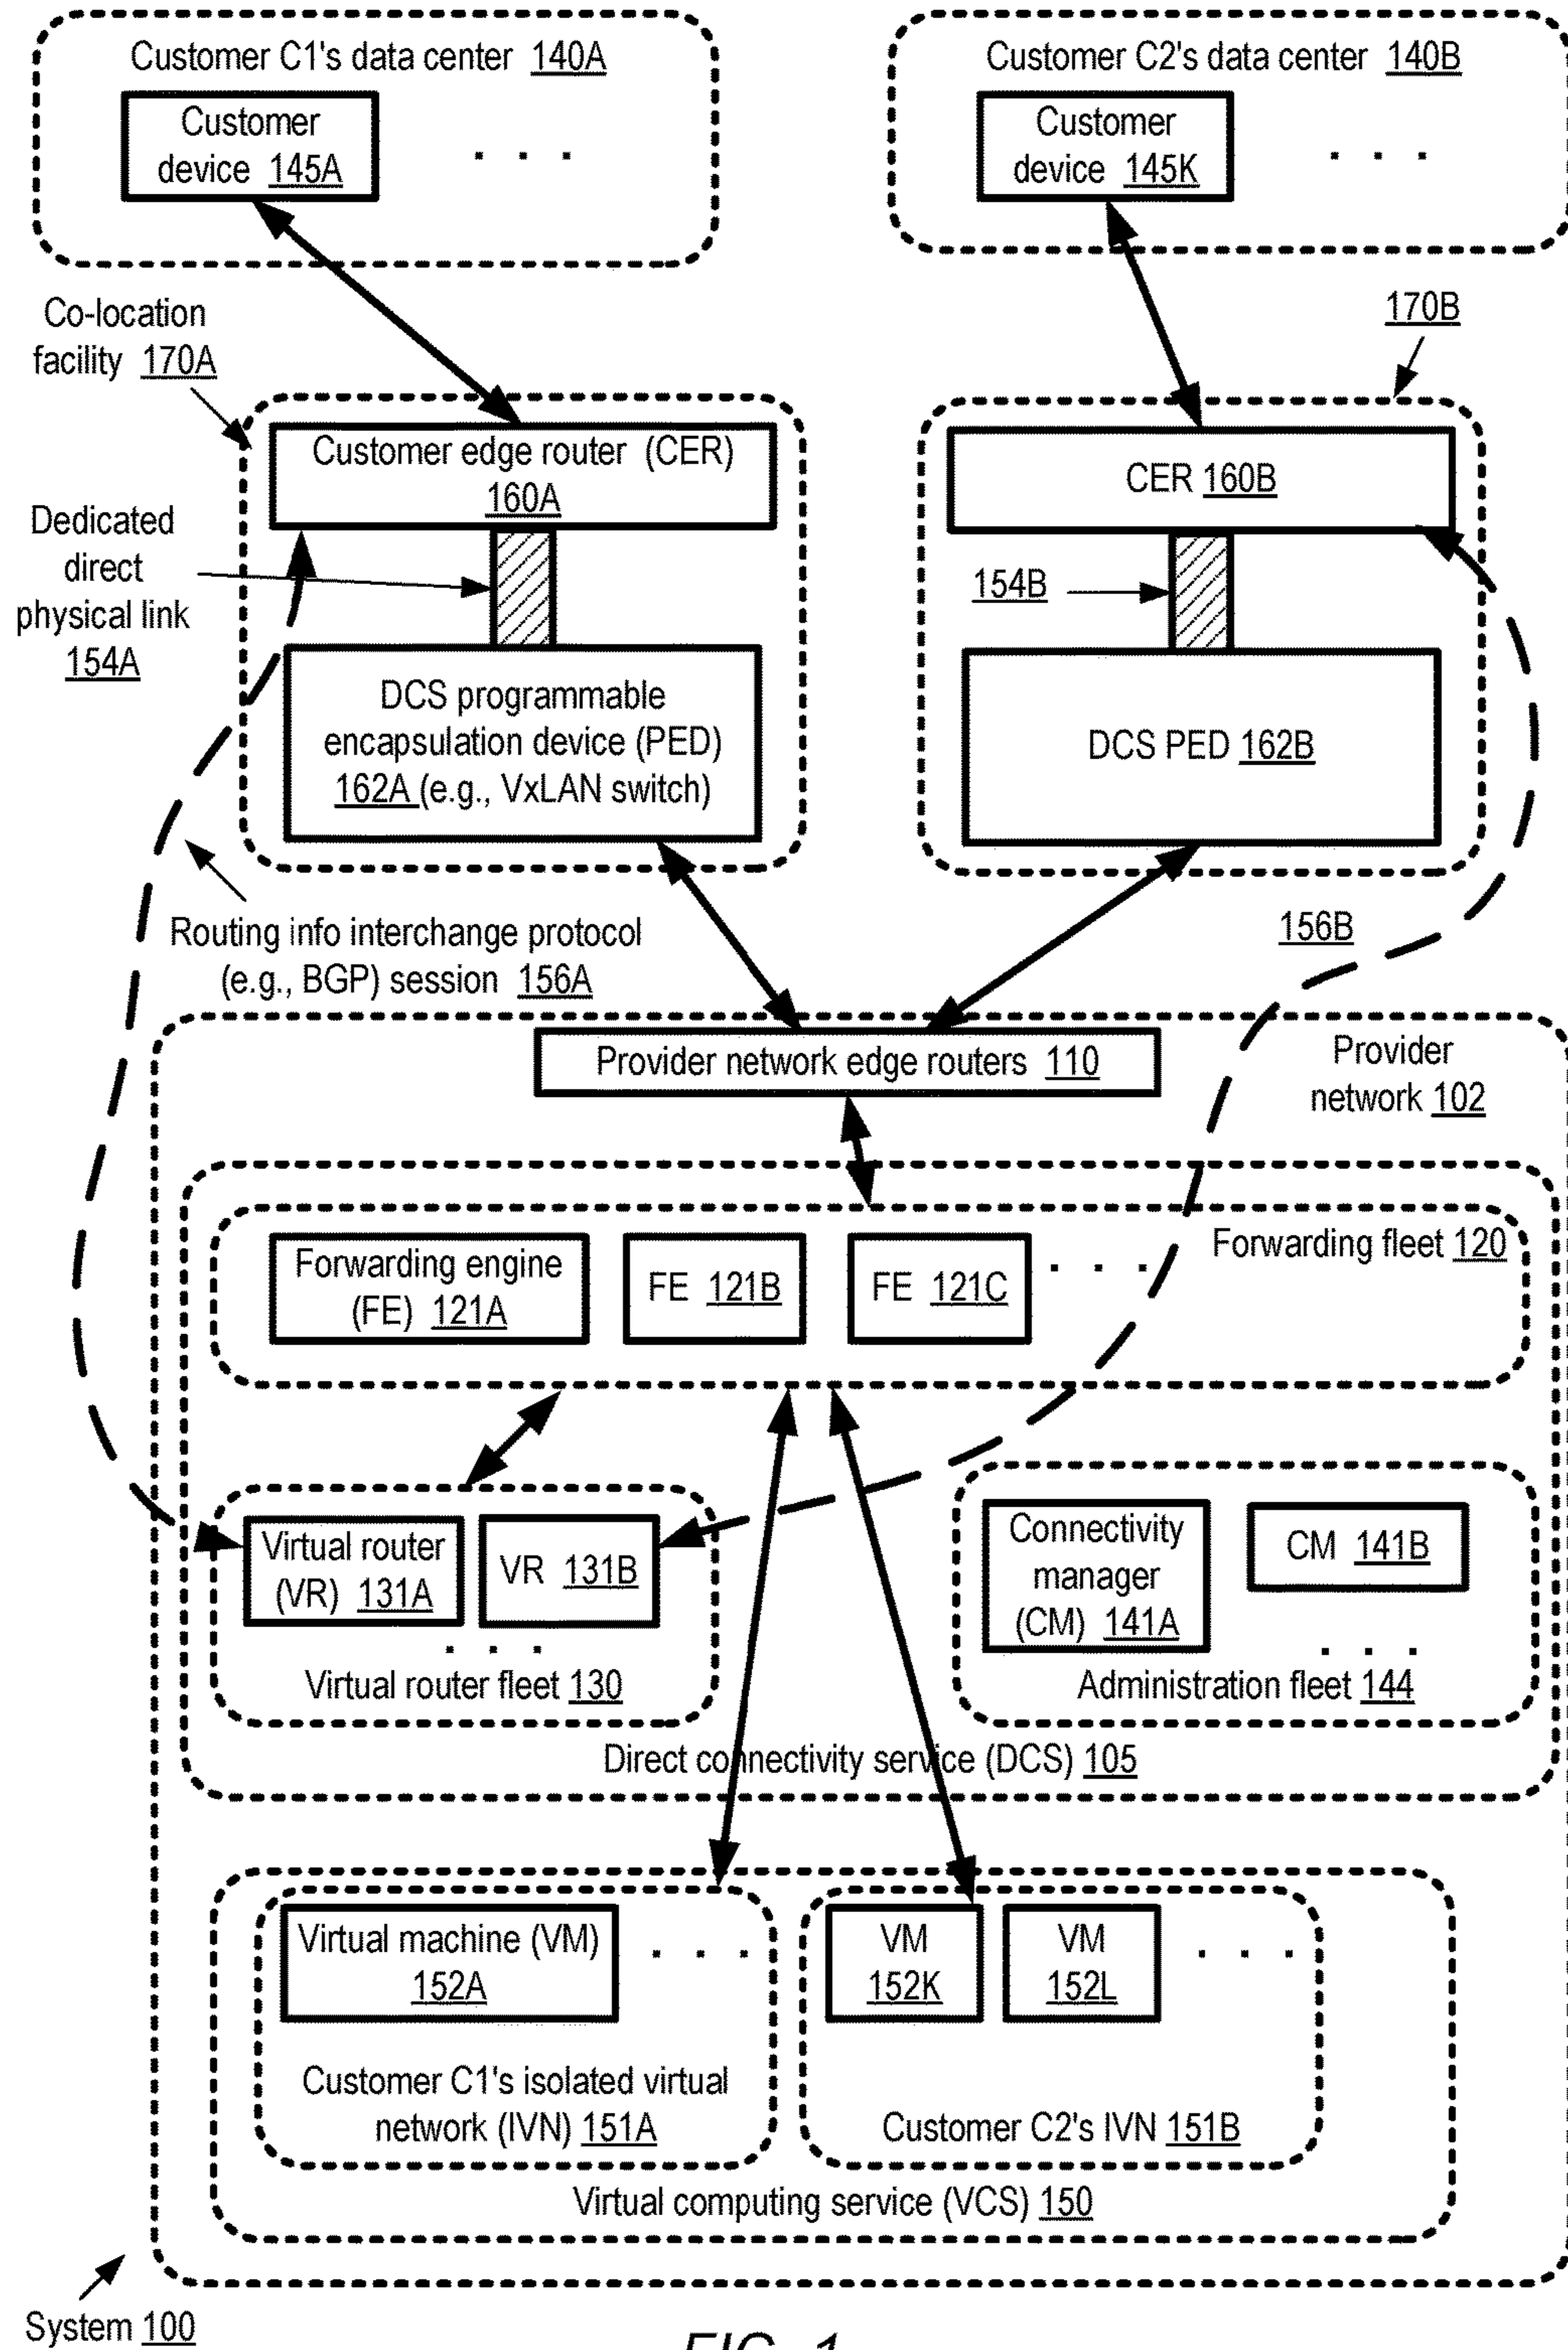 Customer C1's data center 140A
Customer
device 145A
. . .
Customer C2's data center 140B
Customer
device 145K
. . .
Co-location
facility 170A
170B
Customer edge router (CER)
160A
CER 160B
Dedicated
direct
physical link
154A
154B
DCS programmable
encapsulation device (PED)
162A (e.g., VxLAN switch)
DCS PED 162B
Routing info interchange protocol
(e.g., BGP) session 156A
156B
Provider network edge routers 110
Provider
network 102
Forwarding engine
(FE) 121A
FE 121B
FE 121C
. . .
Forwarding fleet 120
Virtual router
(VR) 131A
VR 131B
. . .
Virtual router fleet 130
Connectivity
manager
(CM) 141A
CM 141B
. . .
Administration fleet 144
Direct connectivity service (DCS) 105
Virtual machine (VM)
152A
. . .
Customer C1's isolated virtual
network (IVN) 151A
VM
152K
VM
152L
. . .
Customer C2's IVN 151B
Virtual computing service (VCS) 150
System 100
FIG. 1